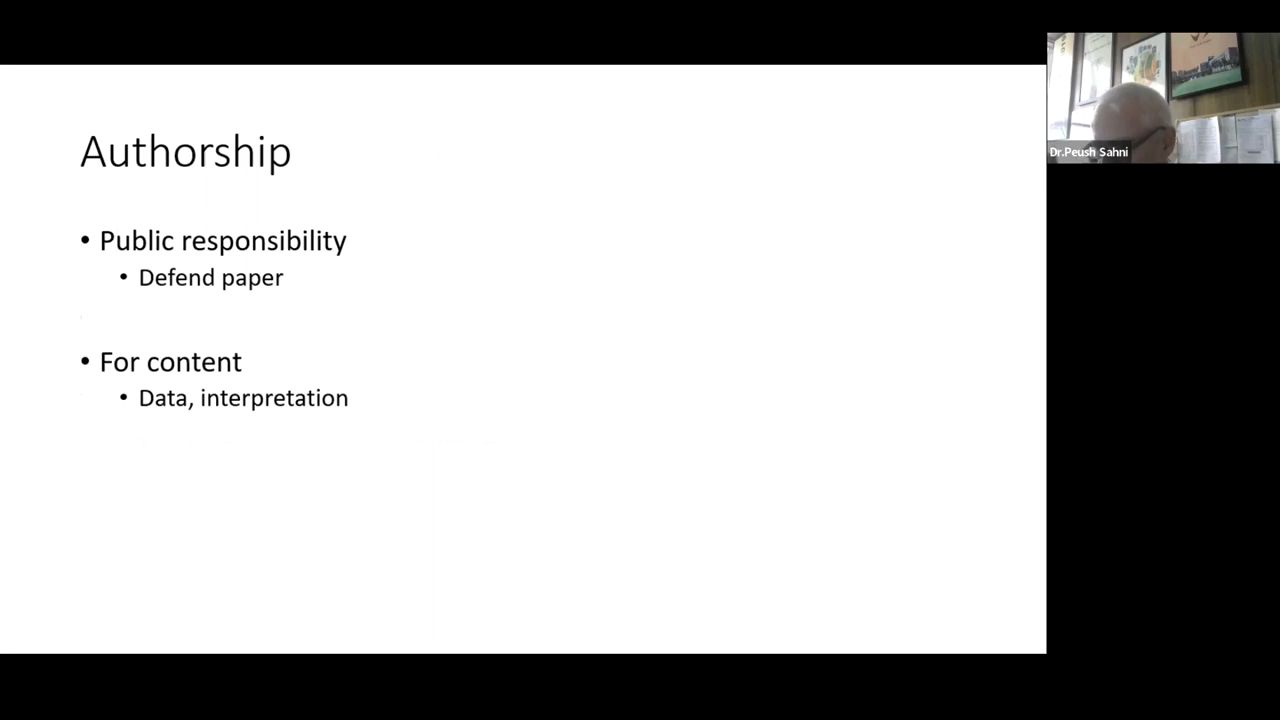 Authorship
• Public responsibility
• Defend paper
• For content
• Data, interpretation
Dr.Peush Sahni